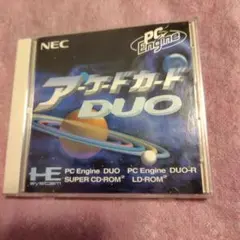 NEC
PC Engine
アーケードカード
DUO
HE SYSTEM
PC Engine DUO PC Engine DUO-R
SUPER CD-ROM² LD-ROM²